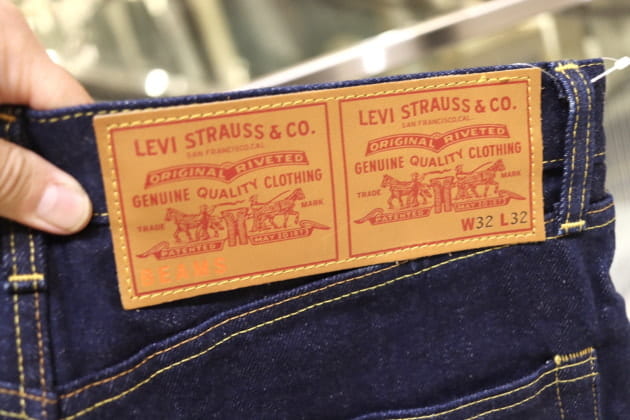 LEVI STRAUSS & CO.
SAN FRANCISCO, CAL.
ORIGINAL RIVETED
GENUINE QUALITY CLOTHING
TRADE MARK
PATENTED MAY 20 1873
BEAMS
LEVI STRAUSS & CO.
SAN FRANCISCO, CAL.
ORIGINAL RIVETED
GENUINE QUALITY CLOTHING
TRADE MARK
PATENTED MAY 20 1873
W32 L32